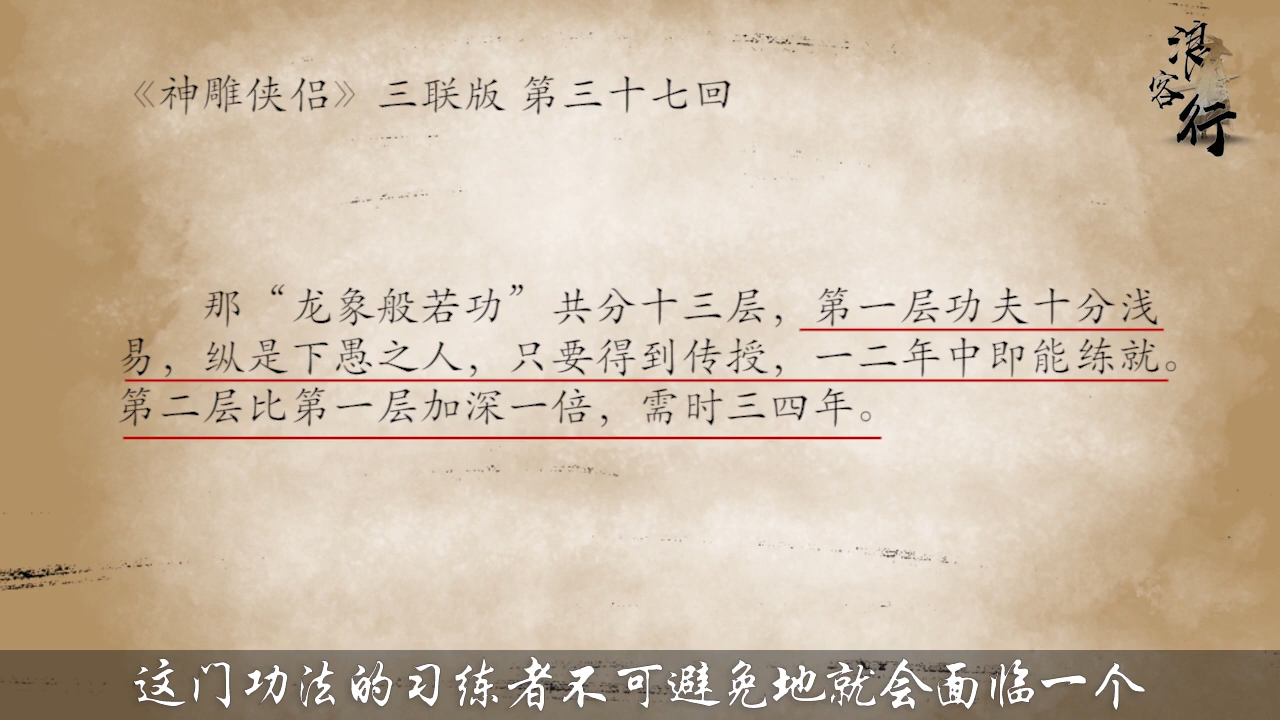 《神雕侠侣》三联版 第三十七回
浪客行
那“龙象般若功”共分十三层，第一层功夫十分浅
易，纵是下愚之人，只要得到传授，一二年中即能练就。
第二层比第一层加深一倍，需时三四年。
这门功法的习练者不可避免地就会面临一个